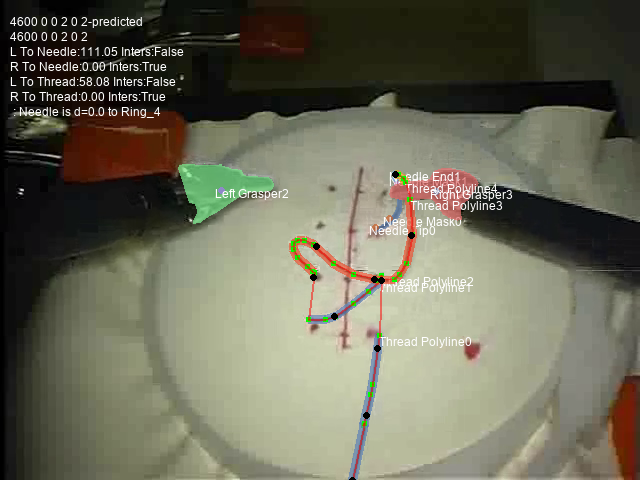 4600 0 0 2 0 2-predicted
4600 0 0 2 0 2
L To Needle:111.05 Inters:False
R To Needle:0.00 Inters:True
L To Thread:58.08 Inters:False
R To Thread:0.00 Inters:True
: Needle is d=0.0 to Ring_4
Needle End1
Thread Polyline4
Left Grasper2
Right Grasper3
Thread Polyline3
Needle Mask0
Thread Polyline2
Thread Polyline1
Thread Polyline0